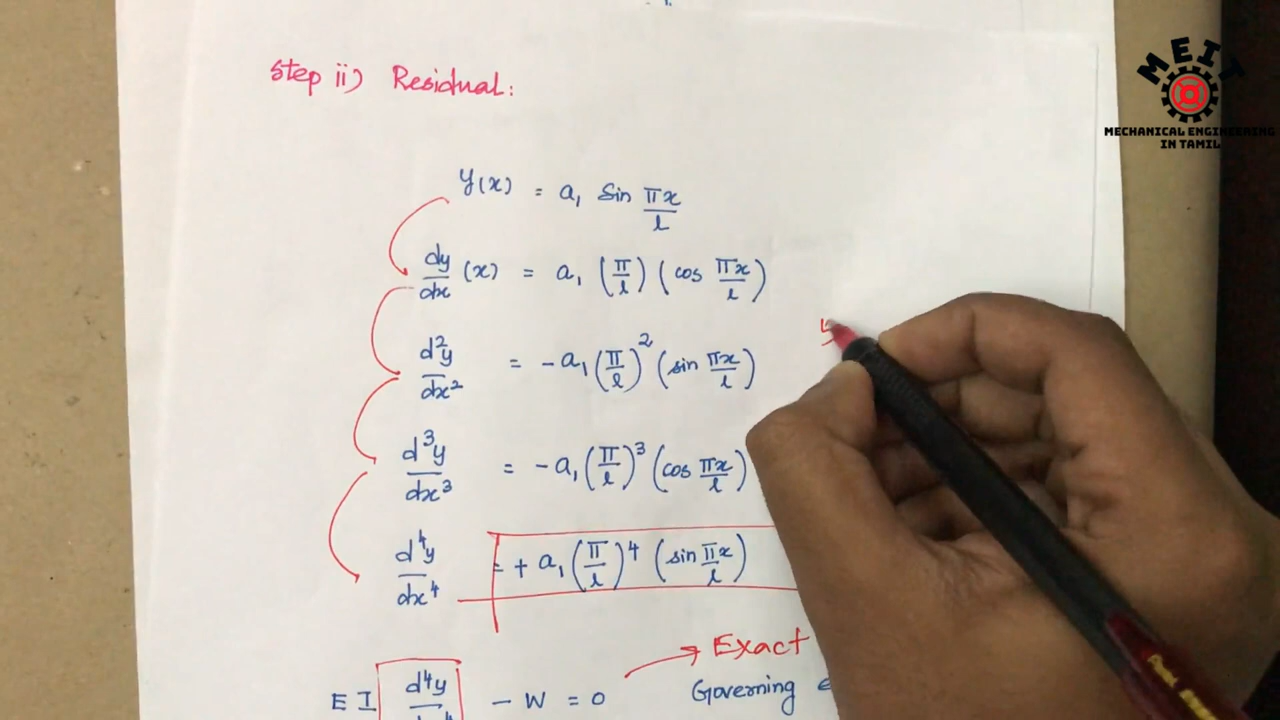 MEIT
MECHANICAL ENGINEERING
IN TAMIL
Step ii) Residual:
y(x) = a₁ Sin πx/l
dy/dx (x) = a₁ (π/l) (cos πx/l)
d²y/dx² = -a₁ (π/l)² (sin πx/l)
d³y/dx³ = -a₁ (π/l)³ (cos πx/l)
d⁴y/dx⁴ = + a₁ (π/l)⁴ (sin πx/l)
→ Exact
EI d⁴y/dx⁴ - W = 0 Governing